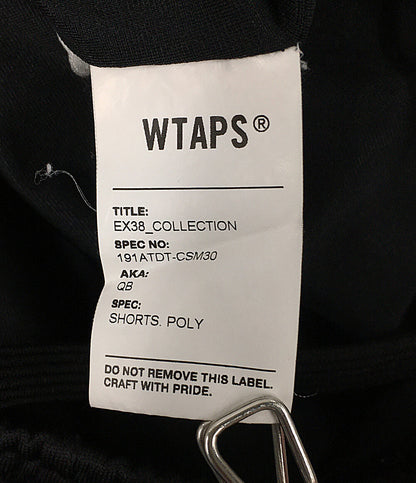 WTAPS®
TITLE:
EX38_COLLECTION
SPEC NO:
191ATDT-CSM30
AKA:
QB
SPEC:
SHORTS. POLY
DO NOT REMOVE THIS LABEL.
CRAFT WITH PRIDE.